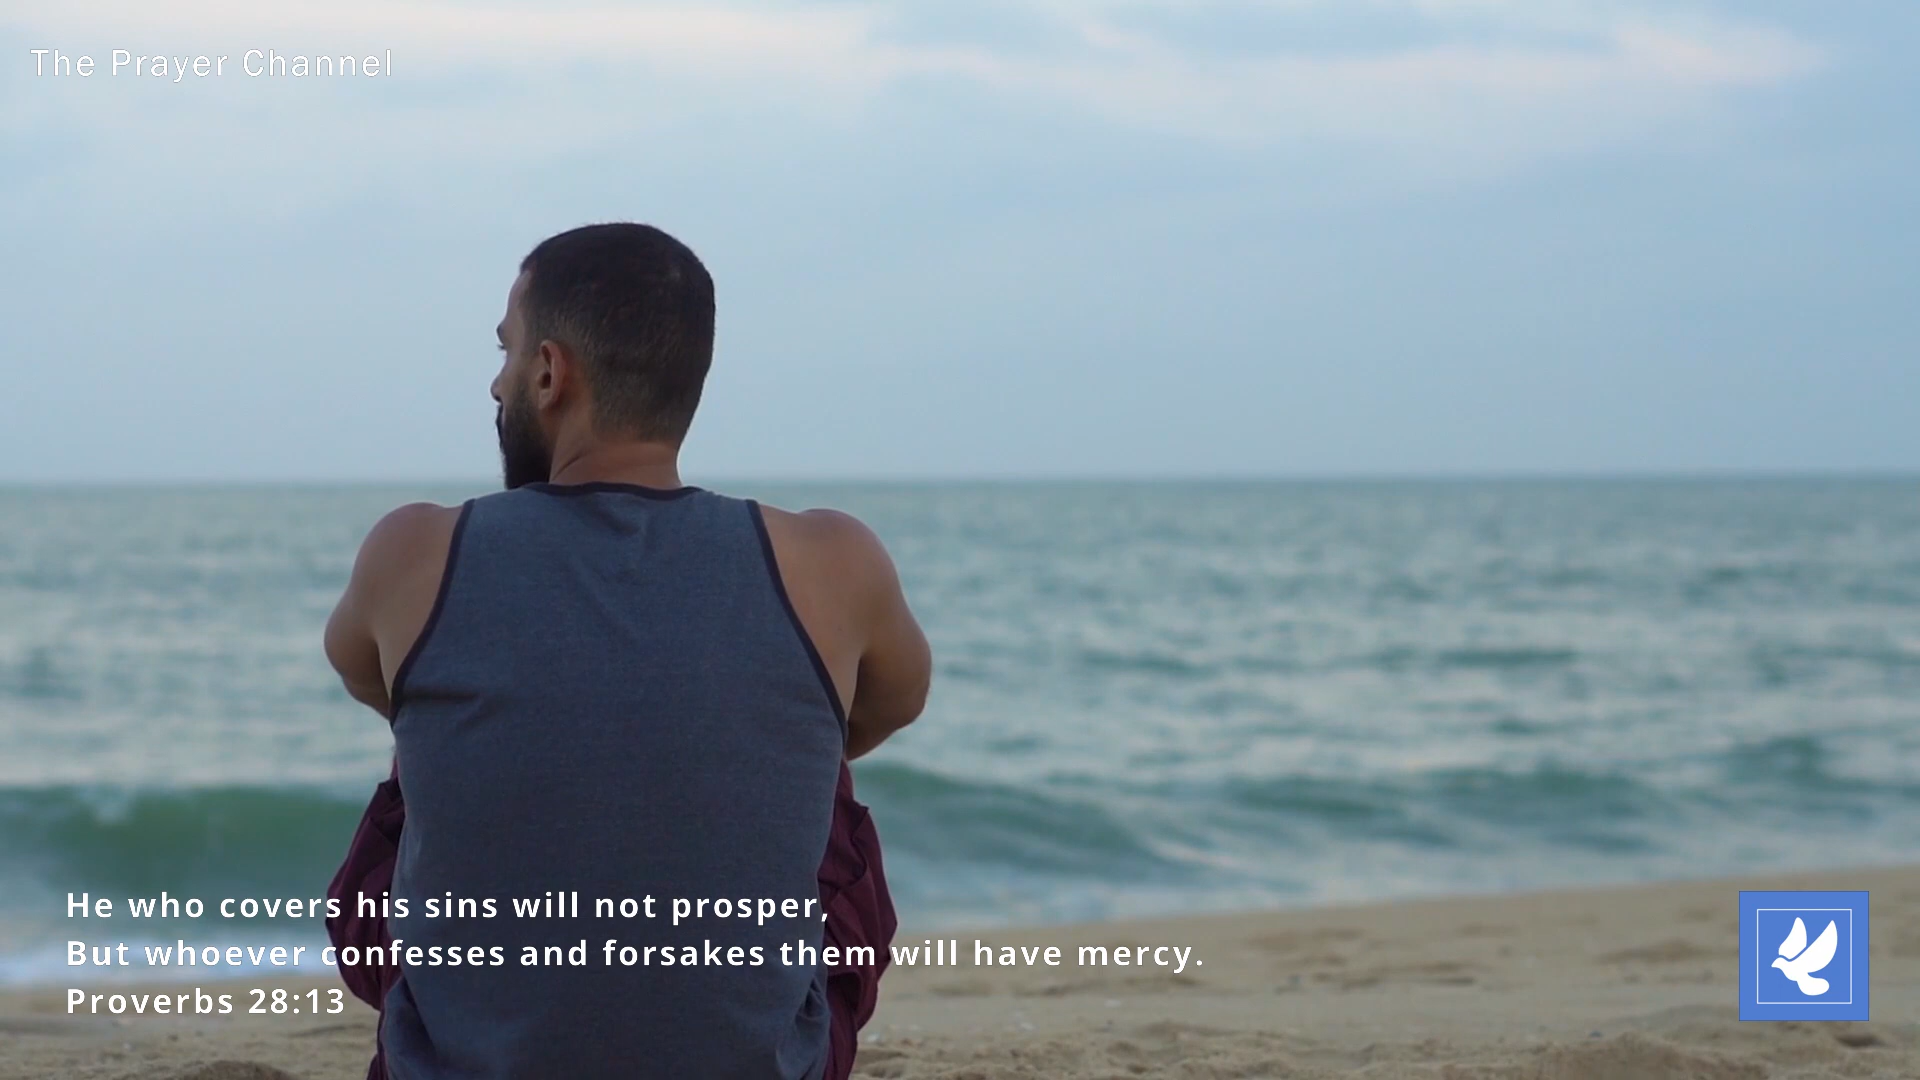 The Prayer Channel
He who covers his sins will not prosper,
But whoever confesses and forsakes them will have mercy.
Proverbs 28:13